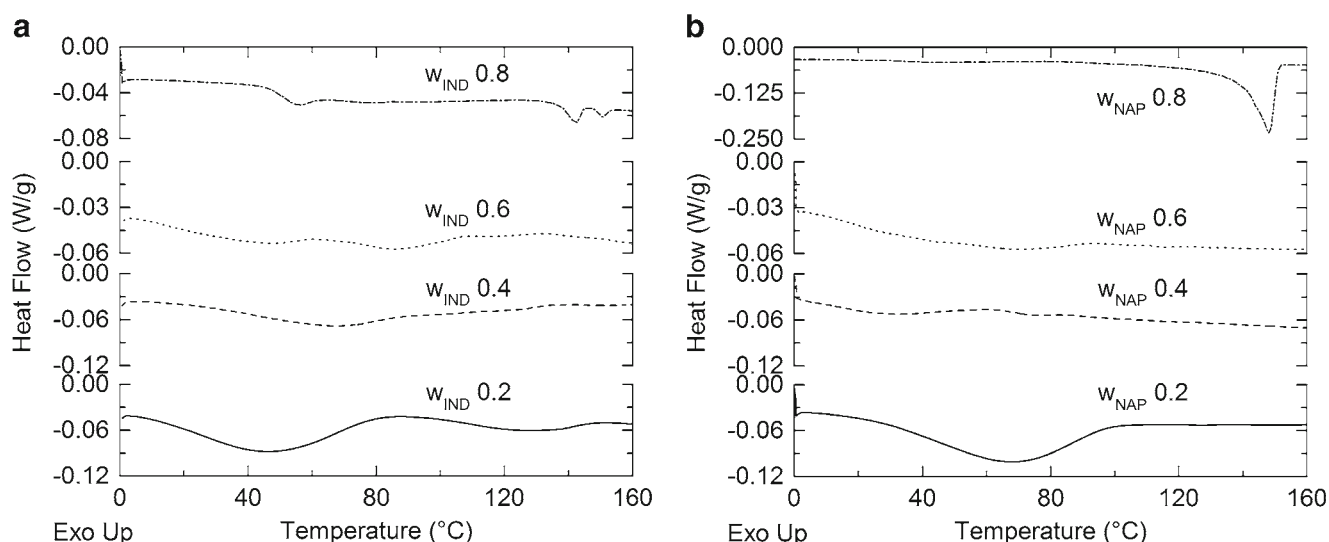 a
0.00
-0.04
-0.08
0.00
-0.03
-0.06
0.00
-0.06
-0.12
0.00
-0.06
-0.12
Heat Flow (W/g)
w_IND 0.8
w_IND 0.6
w_IND 0.4
w_IND 0.2
0 40 80 120 160
Exo Up Temperature (°C)
b
0.000
-0.125
-0.250
0.00
-0.03
-0.06
0.00
-0.06
-0.12
0.00
-0.06
-0.12
Heat Flow (W/g)
w_NAP 0.8
w_NAP 0.6
w_NAP 0.4
w_NAP 0.2
0 40 80 120 160
Exo Up Temperature (°C)